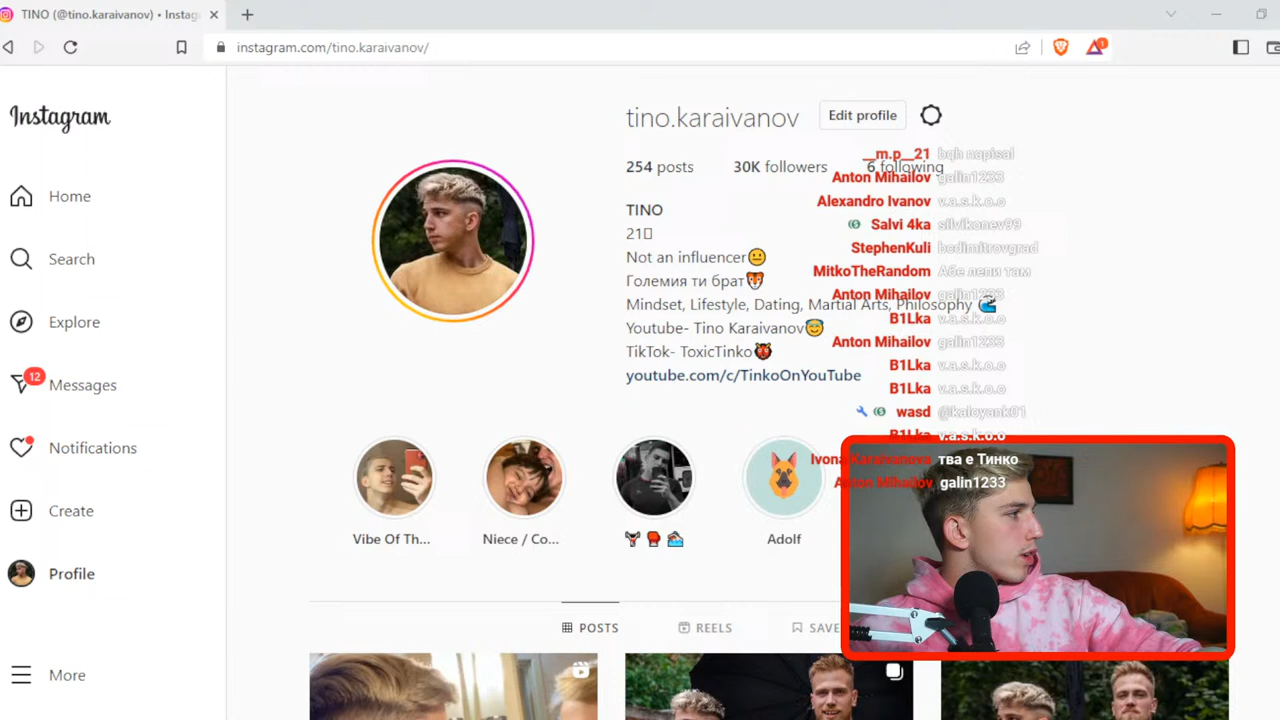 TINO (@tino.karaivanov) • Instag
instagram.com/tino.karaivanov/
Instagram
Home
Search
Explore
12
Messages
Notifications
Create
Profile
More
tino.karaivanov
Edit profile
254 posts 30K followers 6 following
TINO
21
Not an influencer😐
Големия ти брат🐯
Mindset, Lifestyle, Dating, Martial Arts, Philosophy 🌊
Youtube- Tino Karaivanov😇
TikTok- ToxicTinko👹
youtube.com/c/TinkoOnYouTube
Vibe Of Th...
Niece / Co...
🏋🥊🏊
Adolf
POSTS
REELS
SAVE
__m.p__21 bqh napisal
Anton Mihailov galin1233
Alexandro Ivanov v.a.s.k.o.o
Salvi 4ka silvikonev99
StephenKuli bodimitrovgrad
MitkoTheRandom Абе лепи там
Anton Mihailov galin1233
B1Lka v.a.s.k.o.o
Anton Mihailov galin1233
B1Lka v.a.s.k.o.o
B1Lka v.a.s.k.o.o
wasd @kaloyank01
B1Lka v.a.s.k.o.o
Ivona Karaivanova тва е Тинко
Anton Mihailov galin1233